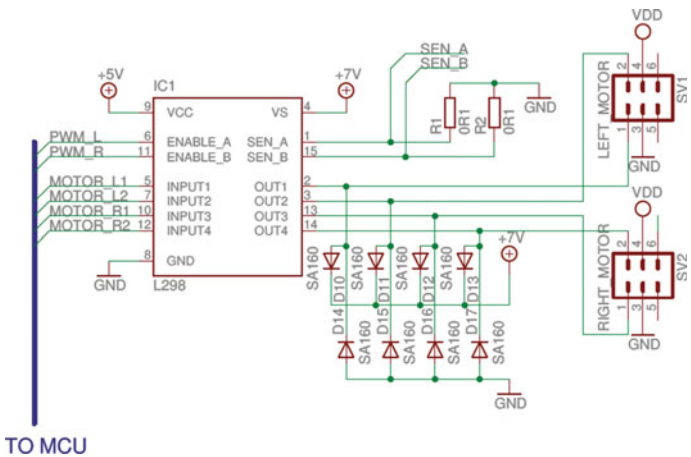 VDD
SEN_A
SEN_B
+5V
+7V
IC1
2 4 6
LEFT_MOTOR
SV1
1 3 5
GND
9 VCC
VS 4
R1
0R1
R2
0R1
GND
PWM_L
6 ENABLE_A
SEN_A 1
PWM_R
11 ENABLE_B
SEN_B 15
MOTOR_L1
5 INPUT1
OUT1 2
MOTOR_L2
7 INPUT2
OUT2 3
MOTOR_R1
10 INPUT3
OUT3 13
MOTOR_R2
12 INPUT4
OUT4 14
VDD
2 4 6
RIGHT_MOTOR
SV2
1 3 5
GND
8 GND
GND
L298
+7V
SA160
D10
SA160
D11
SA160
D12
SA160
D13
D14
SA160
D15
SA160
D16
SA160
D17
SA160
GND
TO MCU